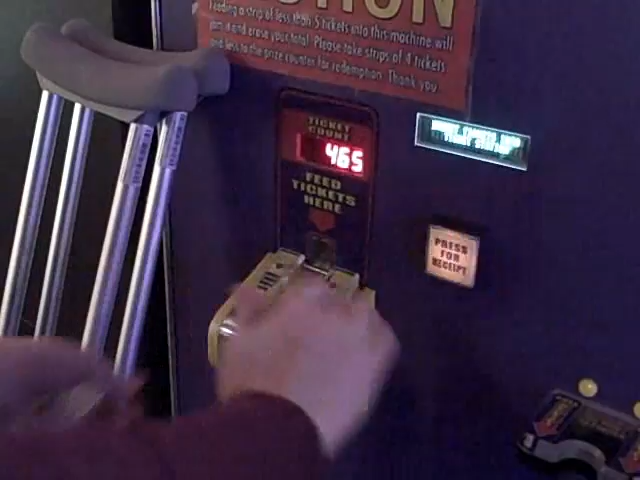 CAUTION
Feeding a strip of less than 5 tickets into this machine will
jam it and erase your total. Please take strips of 4 tickets
and less to the prize counter for redemption. Thank you
TICKET
COUNT
465
FEED
TICKETS
HERE
PRESS
FOR
RECEIPT